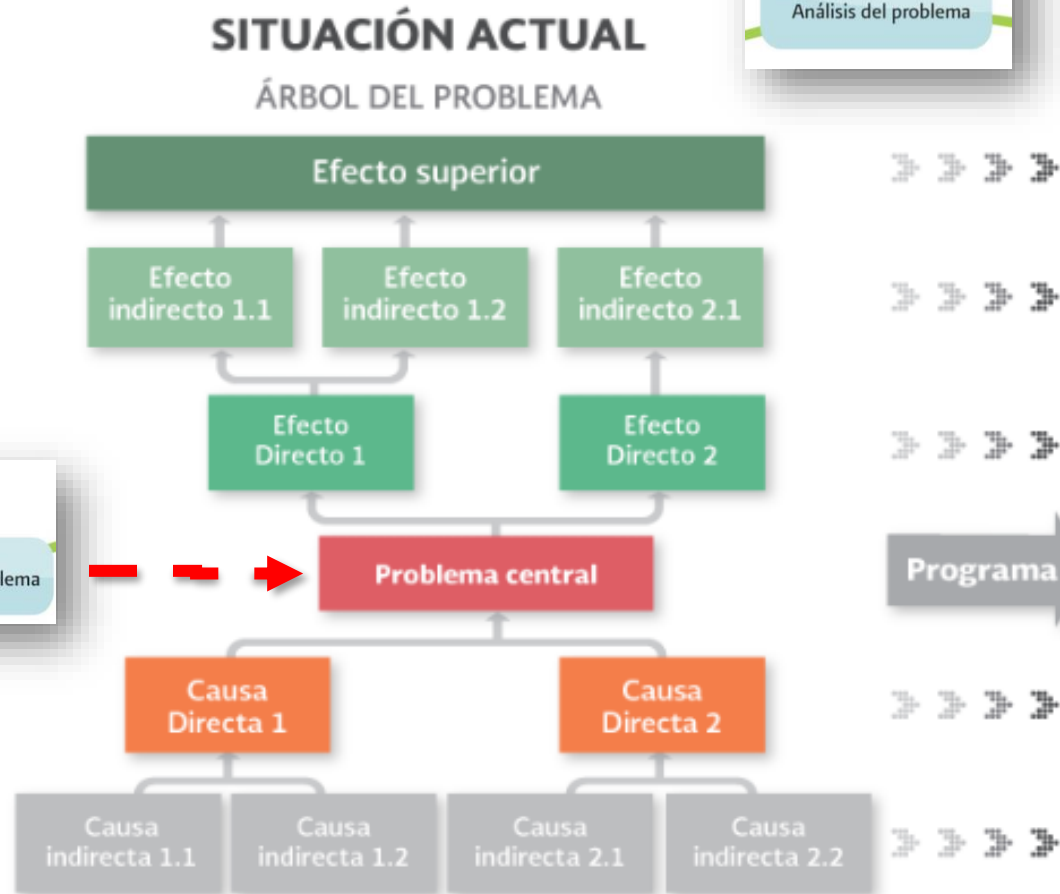 Análisis del problema
SITUACIÓN ACTUAL
ÁRBOL DEL PROBLEMA
Efecto superior
Efecto
indirecto 1.1
Efecto
indirecto 1.2
Efecto
indirecto 2.1
Efecto
Directo 1
Efecto
Directo 2
lema
Problema central
Programa
Causa
Directa 1
Causa
Directa 2
Causa
indirecta 1.1
Causa
indirecta 1.2
Causa
indirecta 2.1
Causa
indirecta 2.2